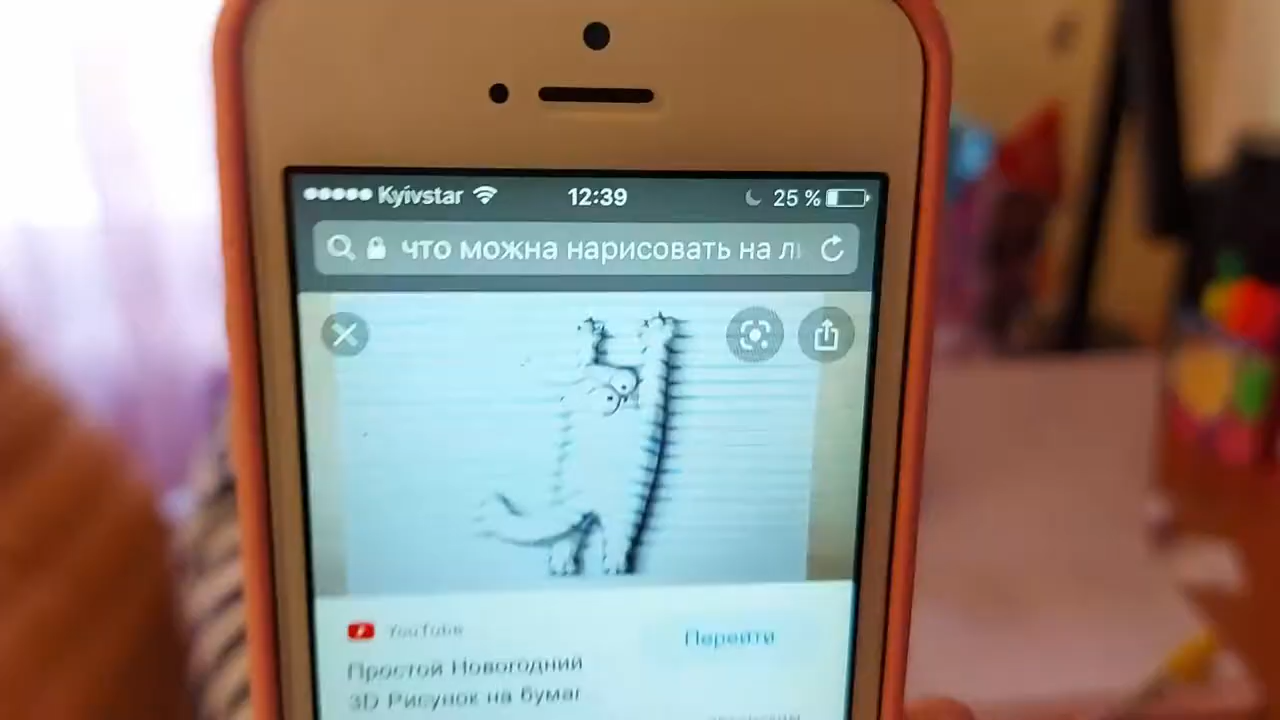 Kyivstar 12:39 25 %
что можна нарисовать на л
YouTube
Перейти
Простой Новогодний
3D Рисунок на бумаг